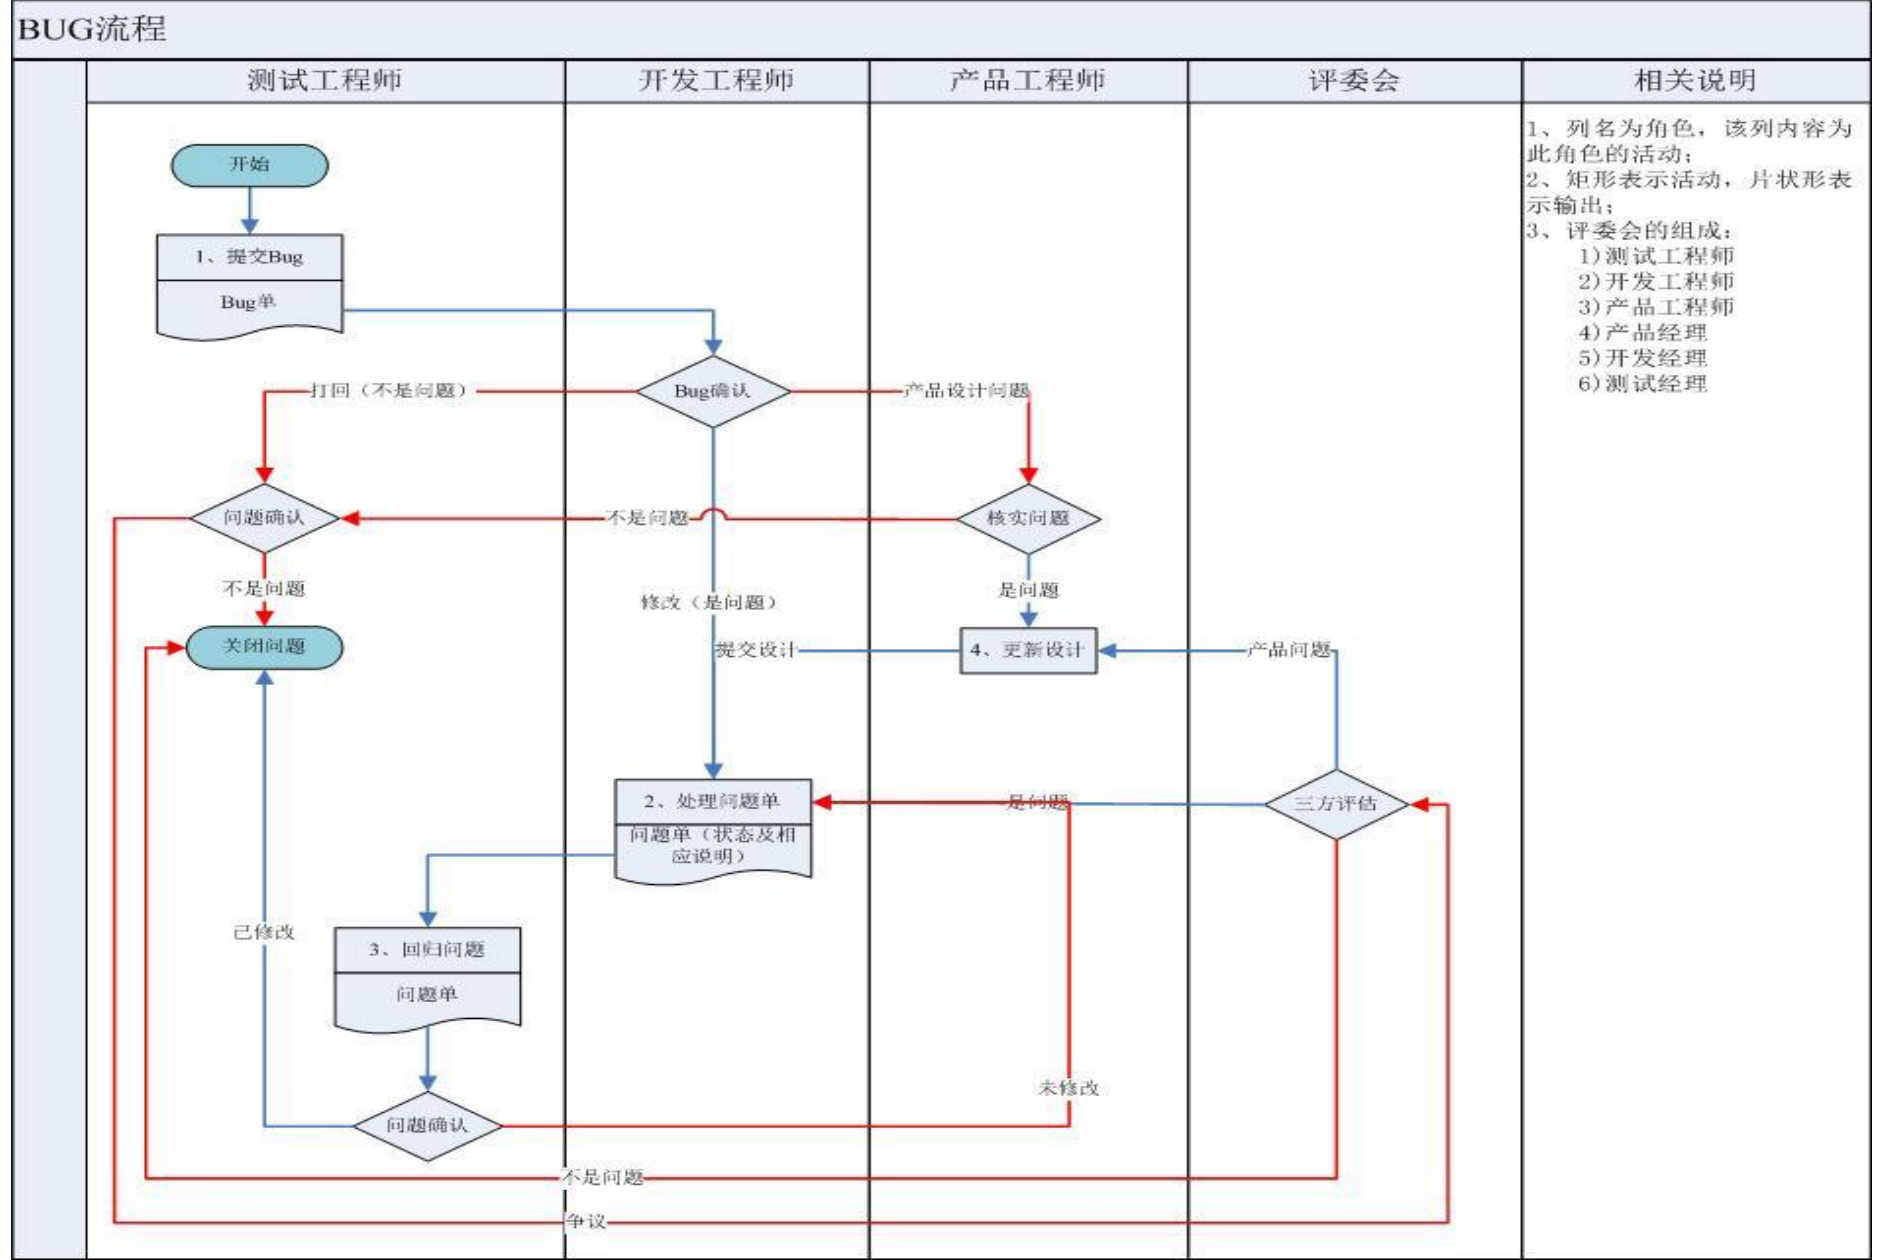 BUG流程
测试工程师
开发工程师
产品工程师
评委会
相关说明
1、列名为角色，该列内容为
此角色的活动；
2、矩形表示活动，片状形表
示输出；
3、评委会的组成：
1)测试工程师
2)开发工程师
3)产品工程师
4)产品经理
5)开发经理
6)测试经理
开始
1、提交Bug
Bug单
打回（不是问题）
Bug确认
产品设计问题
问题确认
不是问题
核实问题
不是问题
修改（是问题）
是问题
关闭问题
提交设计
4、更新设计
产品问题
2、处理问题单
问题单（状态及相
应说明）
是问题
三方评估
已修改
3、回归问题
问题单
未修改
问题确认
不是问题
争议